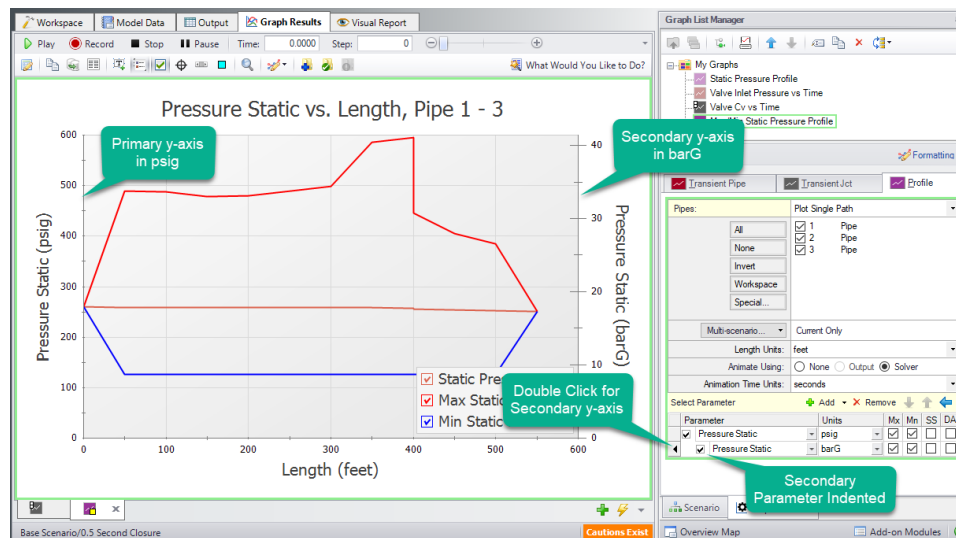 Workspace Model Data Output Graph Results Visual Report
Play Record Stop Pause Time: 0.0000 Step: 0
What Would You Like to Do?
Pressure Static vs. Length, Pipe 1 - 3
Primary y-axis
in psig
Secondary y-axis
in barG
Pressure Static (psig)
600
500
400
300
200
100
0
40
30
20
10
0
Pressure Static (barG)
Static Pre
Max Static
Min Static
0 100 200 300 400 500 600
Length (feet)
Double Click for
Secondary y-axis
Base Scenario/0.5 Second Closure
Cautions Exist
Graph List Manager
My Graphs
Static Pressure Profile
Valve Inlet Pressure vs Time
Valve Cv vs Time
Static Pressure Profile
Formatting
Transient Pipe Transient Jct Profile
Pipes: Plot Single Path
All
None
Invert
Workspace
Special...
1 Pipe
2 Pipe
3 Pipe
Multi-scenario... Current Only
Length Units: feet
Animate Using: None Output Solver
Animation Time Units: seconds
Select Parameter Add Remove
Parameter Units Mx Mn SS DA
Pressure Static psig
Pressure Static barG
Secondary
Parameter Indented
Scenario
Overview Map Add-on Modules